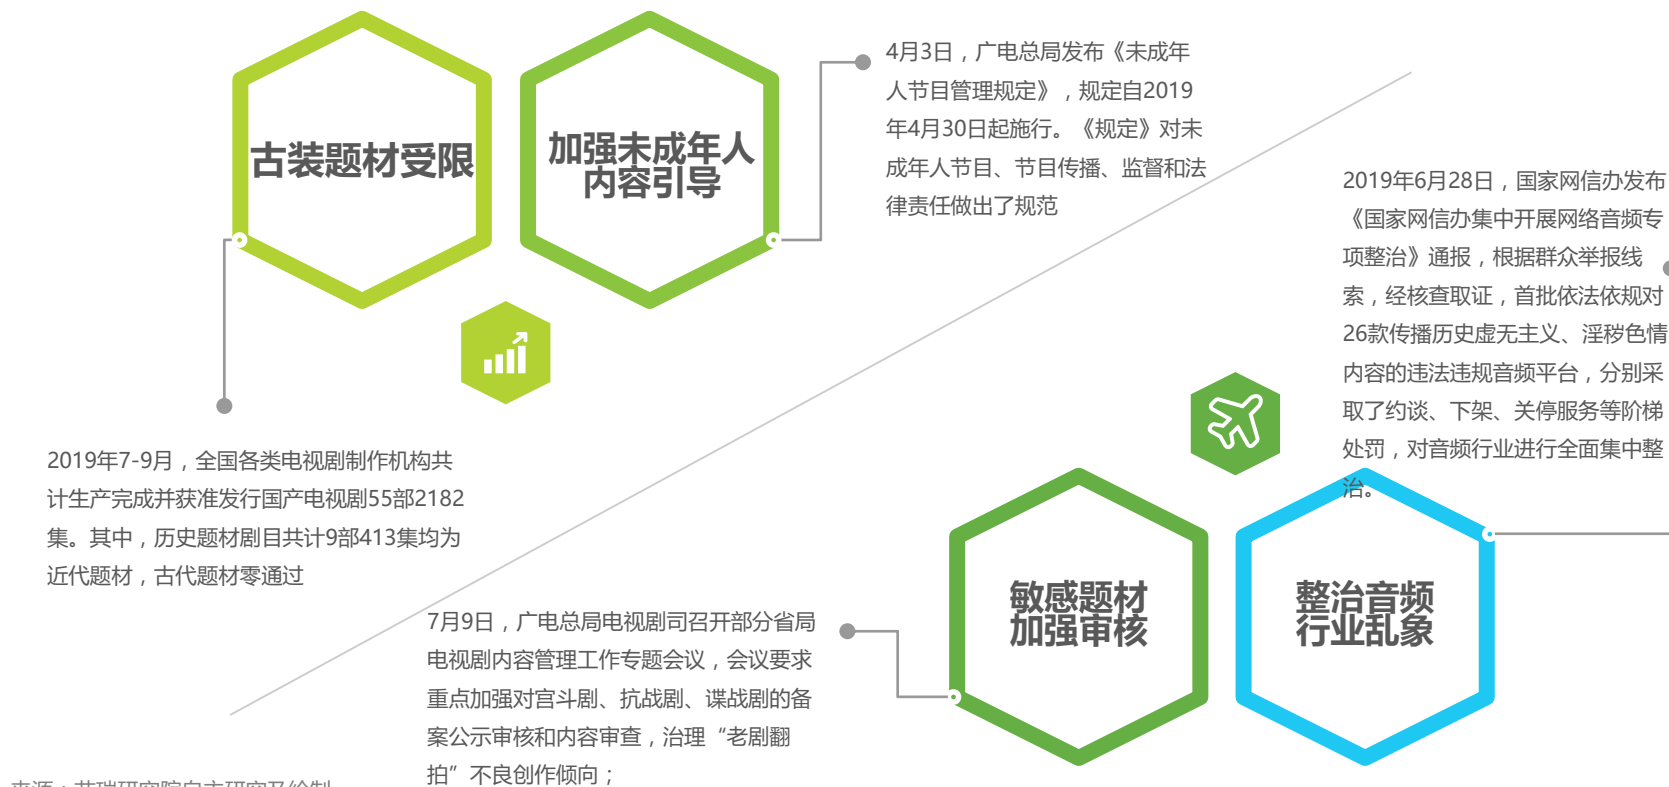 古装题材受限
加强未成年人
内容引导
4月3日，广电总局发布《未成年
人节目管理规定》，规定自2019
年4月30日起施行。《规定》对未
成年人节目、节目传播、监督和法
律责任做出了规范
2019年7-9月，全国各类电视剧制作机构共
计生产完成并获准发行国产电视剧55部2182
集。其中，历史题材剧目共计9部413集均为
近代题材，古代题材零通过
2019年6月28日，国家网信办发布
《国家网信办集中开展网络音频专
项整治》通报，根据群众举报线
索，经核查取证，首批依法依规对
26款传播历史虚无主义、淫秽色情
内容的违法违规音频平台，分别采
取了约谈、下架、关停服务等阶梯
处罚，对音频行业进行全面集中整
治。
敏感题材
加强审核
整治音频
行业乱象
7月9日，广电总局电视剧司召开部分省局
电视剧内容管理工作专题会议，会议要求
重点加强对宫斗剧、抗战剧、谍战剧的备
案公示审核和内容审查，治理“老剧翻
拍”不良创作倾向；
来源：艾瑞研究院自主研究及绘制